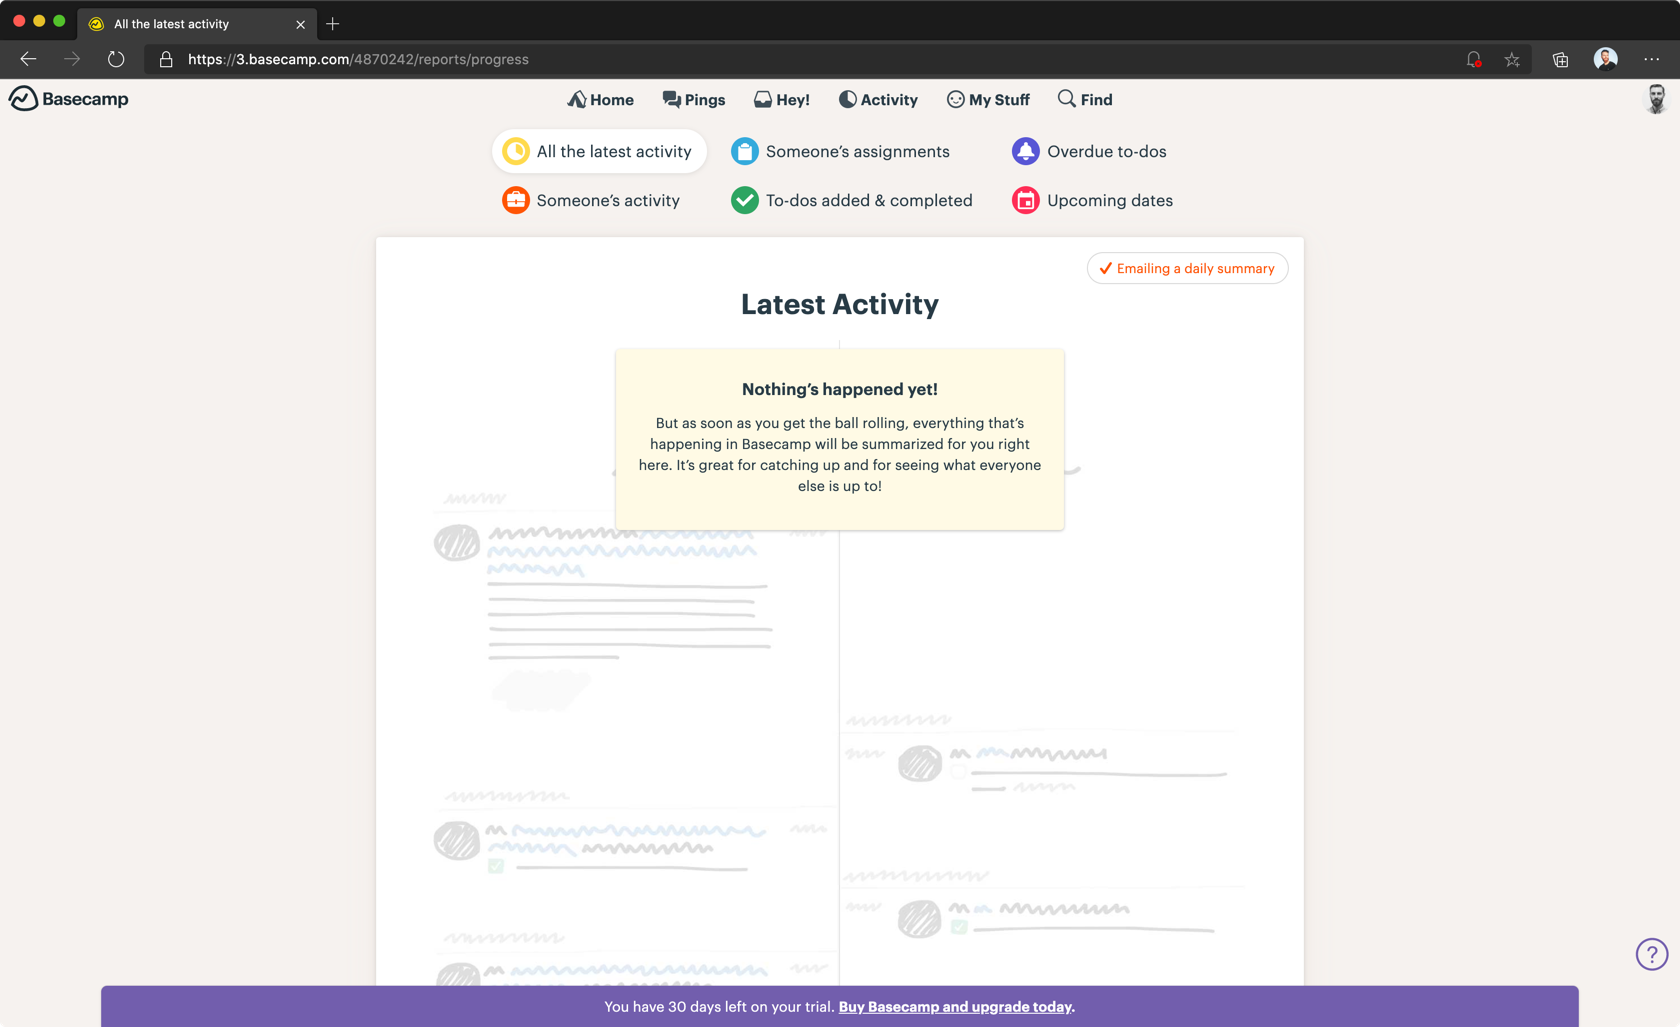 All the latest activity
https://3.basecamp.com/4870242/reports/progress
Basecamp
Home
Pings
Hey!
Activity
My Stuff
Find
All the latest activity
Someone’s assignments
Overdue to-dos
Someone’s activity
To-dos added & completed
Upcoming dates
Emailing a daily summary
Latest Activity
Nothing’s happened yet!
But as soon as you get the ball rolling, everything that’s
happening in Basecamp will be summarized for you right
here. It’s great for catching up and for seeing what everyone
else is up to!
?
You have 30 days left on your trial. Buy Basecamp and upgrade today.